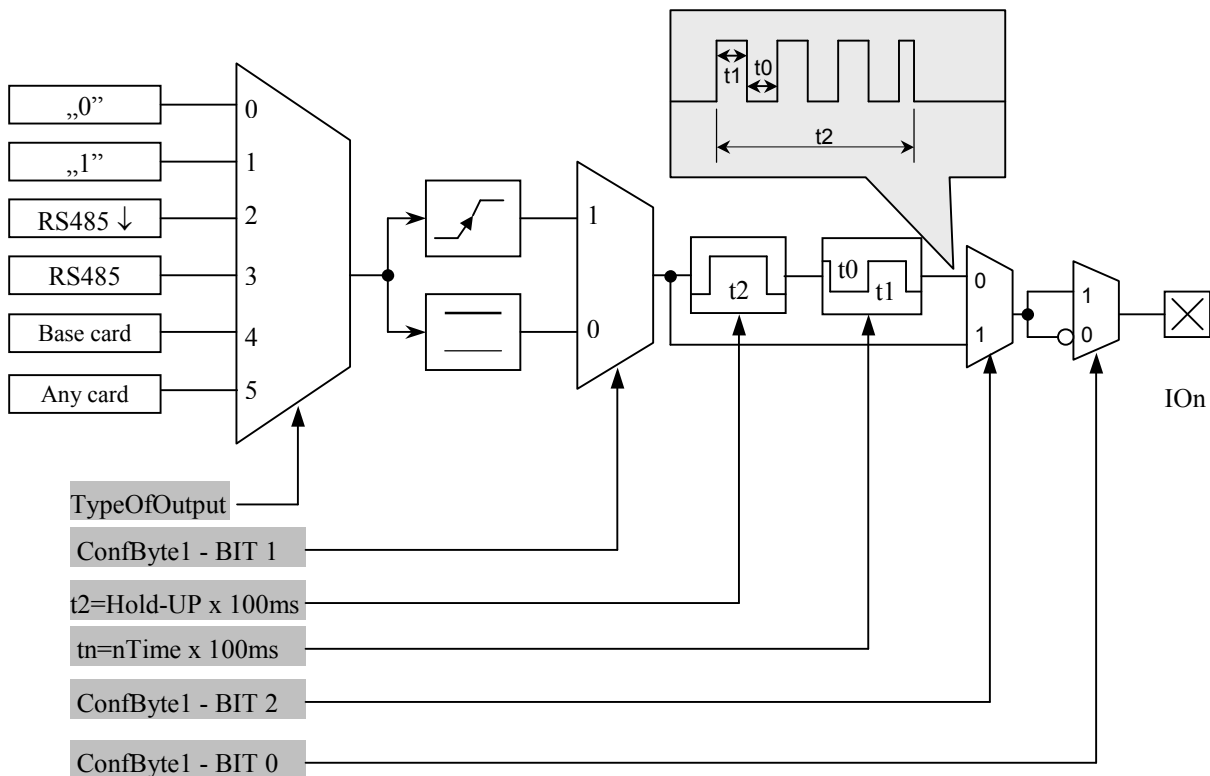 t1
t0
t2
„0”
0
„1”
1
RS485 ↓
2
RS485
3
Base card
4
Any card
5
1
0
t2
t0
t1
0
1
1
0
IOn
TypeOfOutput
ConfByte1 - BIT 1
t2=Hold-UP x 100ms
tn=nTime x 100ms
ConfByte1 - BIT 2
ConfByte1 - BIT 0